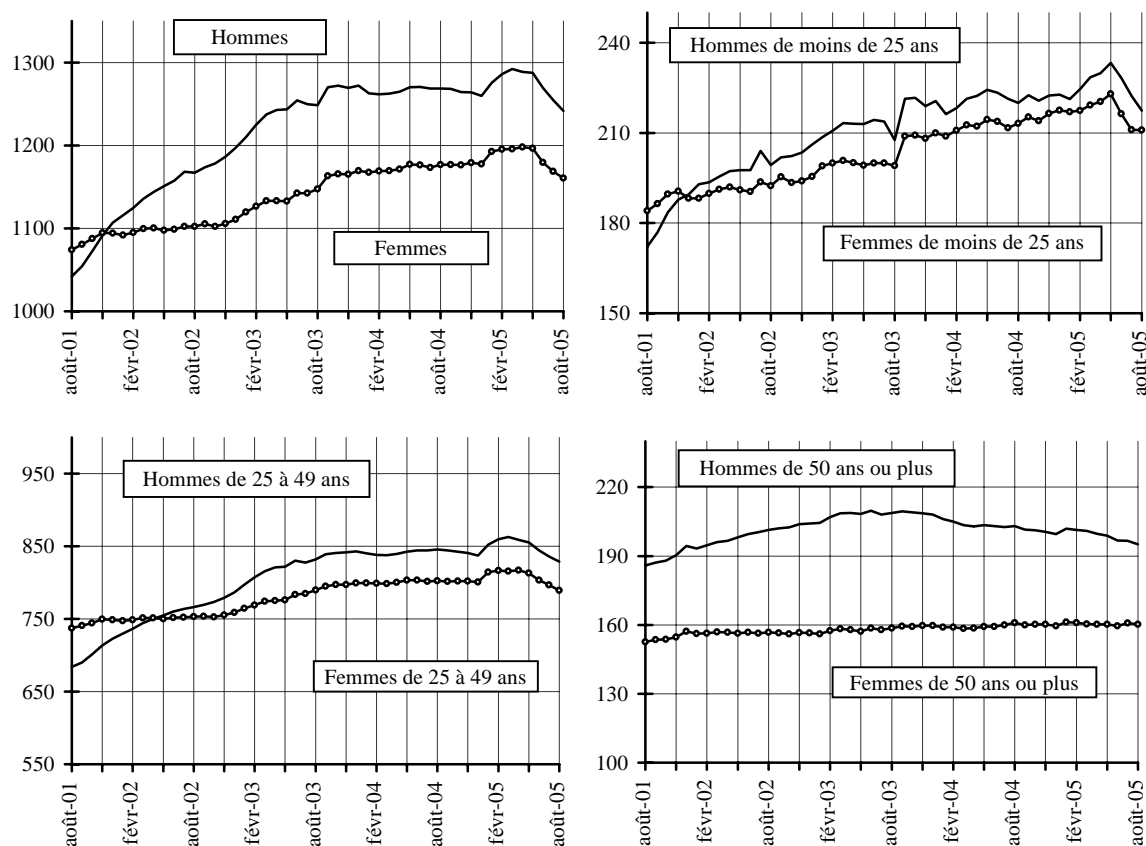 Hommes
Femmes
1300
1200
1100
1000
août-01
févr-02
août-02
févr-03
août-03
févr-04
août-04
févr-05
août-05
Hommes de moins de 25 ans
Femmes de moins de 25 ans
240
210
180
150
août-01
févr-02
août-02
févr-03
août-03
févr-04
août-04
févr-05
août-05
Hommes de 25 à 49 ans
Femmes de 25 à 49 ans
950
850
750
650
550
août-01
févr-02
août-02
févr-03
août-03
févr-04
août-04
févr-05
août-05
Hommes de 50 ans ou plus
Femmes de 50 ans ou plus
220
190
160
130
100
août-01
févr-02
août-02
févr-03
août-03
févr-04
août-04
févr-05
août-05